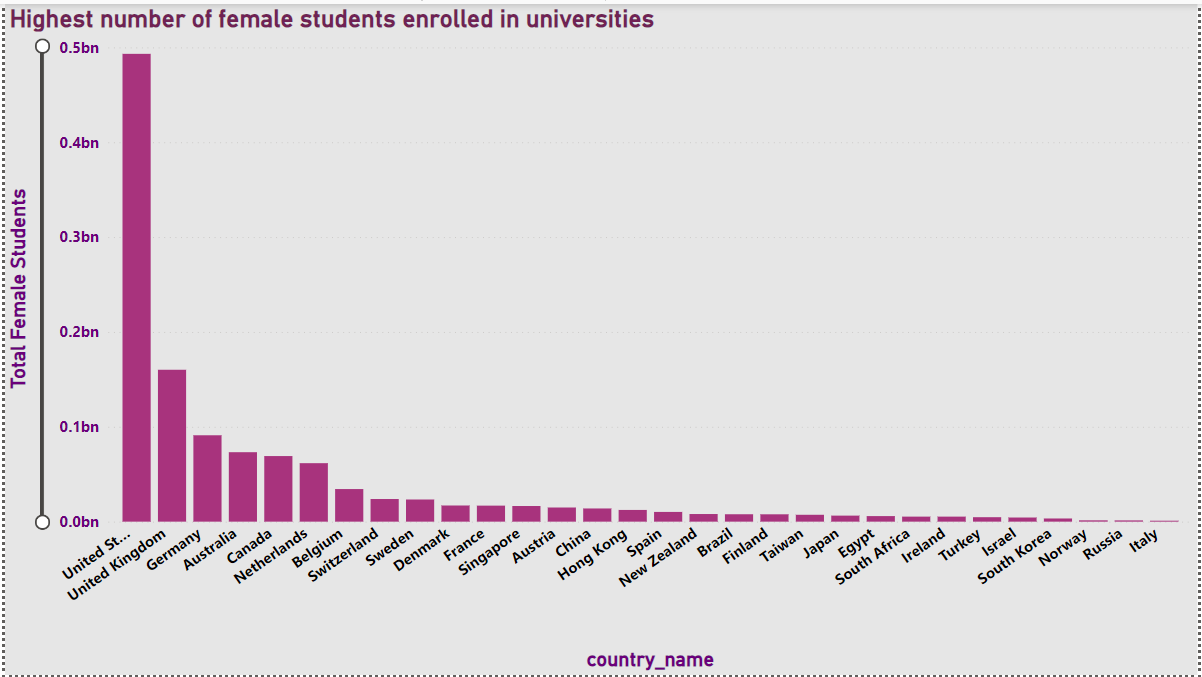 Highest number of female students enrolled in universities
0.5bn
0.4bn
0.3bn
0.2bn
0.1bn
0.0bn
Total Female Students
United St...
United Kingdom
Germany
Australia
Canada
Netherlands
Belgium
Switzerland
Sweden
Denmark
France
Singapore
Austria
China
Hong Kong
Spain
New Zealand
Brazil
Finland
Taiwan
Japan
Egypt
South Africa
Ireland
Turkey
Israel
South Korea
Norway
Russia
Italy
country_name